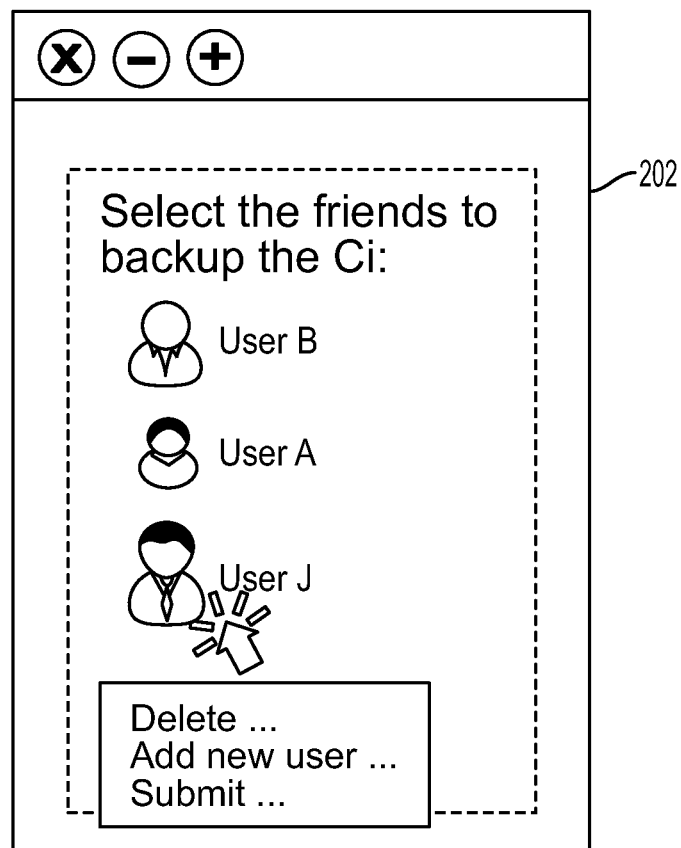 202
Select the friends to
backup the Ci:
User B
User A
User J
Delete ...
Add new user ...
Submit ...